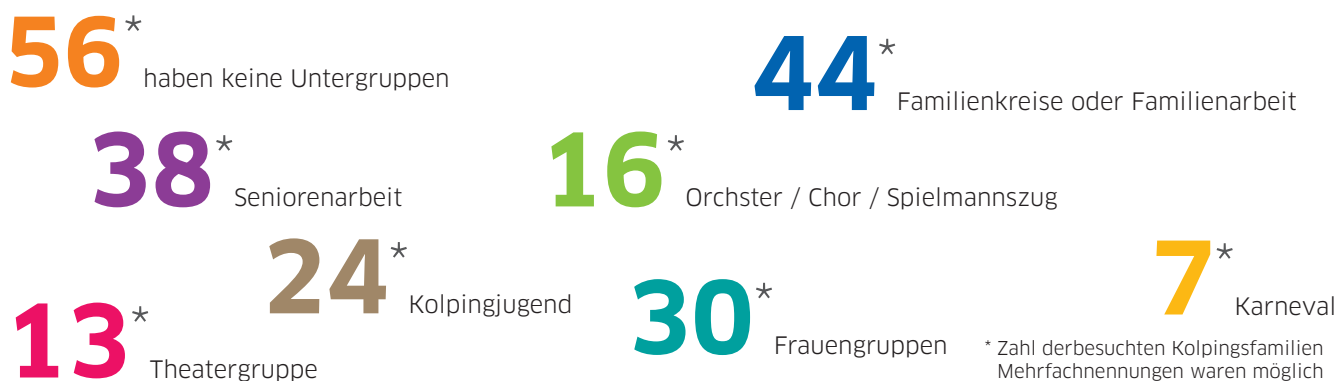 56* haben keine Untergruppen
44* Familienkreise oder Familienarbeit
38* Seniorenarbeit
16* Orchster / Chor / Spielmannszug
24* Kolpingjugend
7* Karneval
13* Theatergruppe
30* Frauengruppen
* Zahl derbesuchten Kolpingsfamilien
Mehrfachnennungen waren möglich